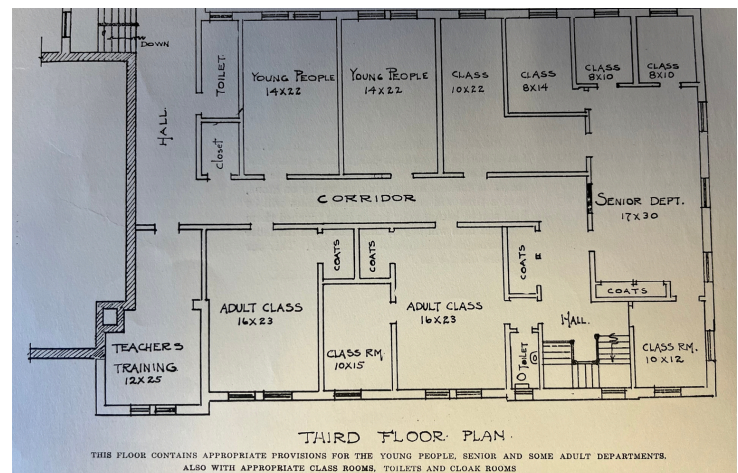 DOWN
HALL.
TOILET.
Closet
YOUNG PEOPLE
14X22
YOUNG PEOPLE
14X22
CLASS
10X22
CLASS
8X14
CLASS
8X10
CLASS
8X10
CORRIDOR
SENIOR DEPT.
17X30
COATS
COATS
COATS
COATS
ADULT CLASS
16X23
ADULT CLASS
16X23
HALL.
TEACHERS
TRAINING
12X25
CLASS RM.
10X15
TOILET
CLASS RM.
10X12
THIRD FLOOR PLAN.
THIS FLOOR CONTAINS APPROPRIATE PROVISIONS FOR THE YOUNG PEOPLE, SENIOR AND SOME ADULT DEPARTMENTS,
ALSO WITH APPROPRIATE CLASS ROOMS, TOILETS AND CLOAK ROOMS